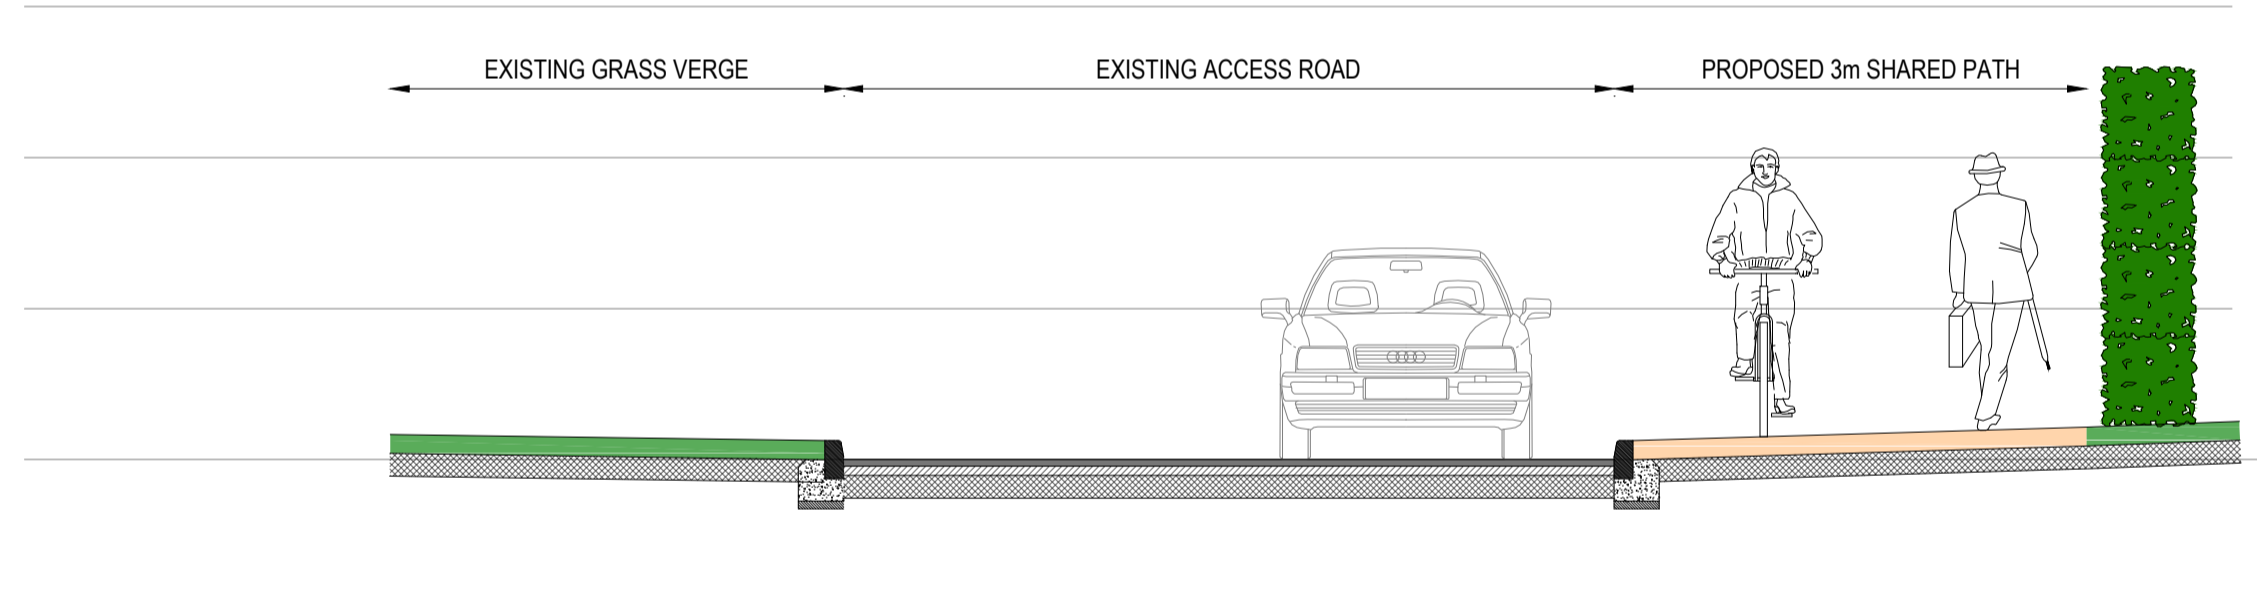 EXISTING GRASS VERGE
EXISTING ACCESS ROAD
PROPOSED 3m SHARED PATH